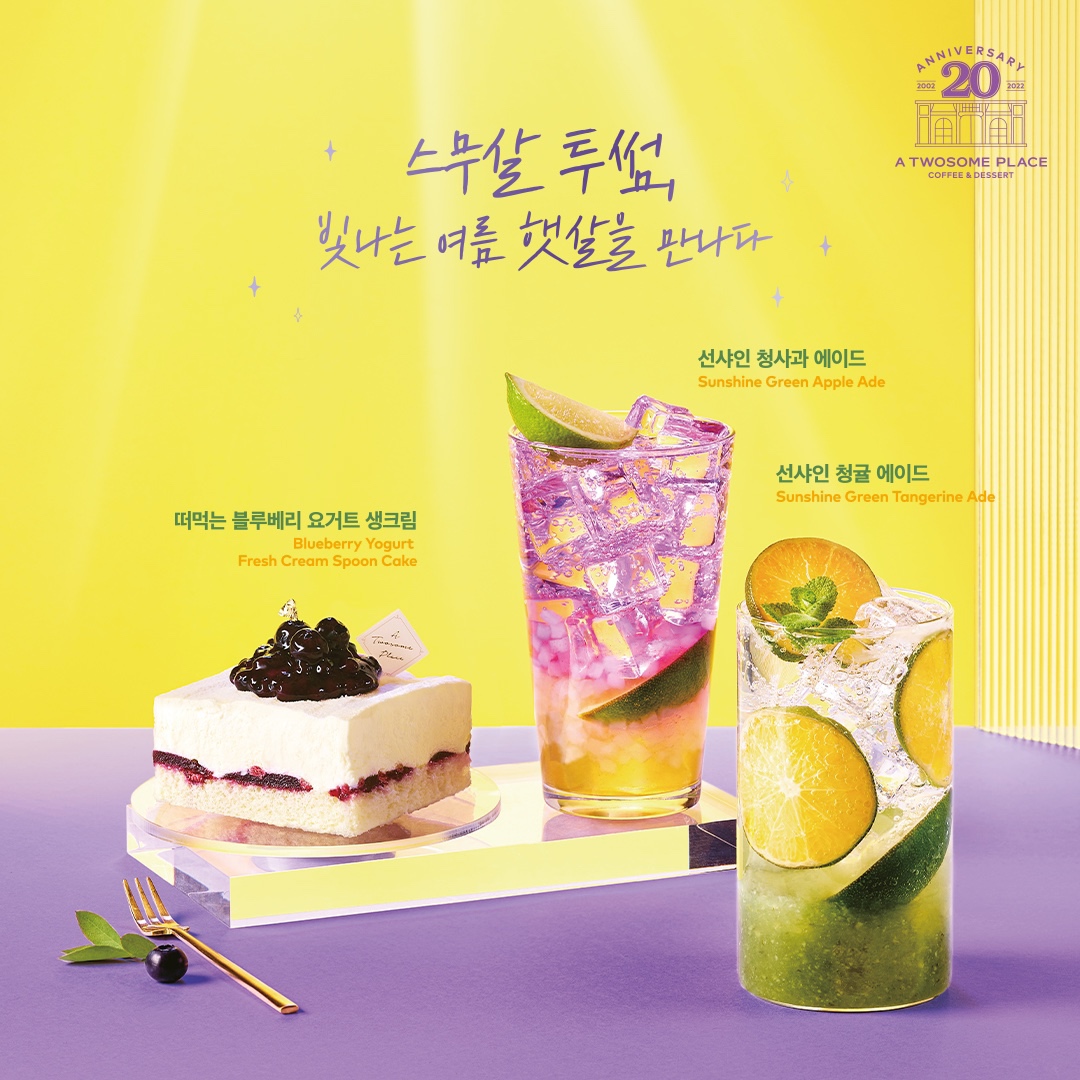 ANNIVERSARY
2002 20 2022
A TWOSOME PLACE
COFFEE & DESSERT
스무살 투썸,
빛나는 여름 햇살을 만나다
선샤인 청사과 에이드
Sunshine Green Apple Ade
선샤인 청귤 에이드
Sunshine Green Tangerine Ade
떠먹는 블루베리 요거트 생크림
Blueberry Yogurt
Fresh Cream Spoon Cake
A
Twosome
Place